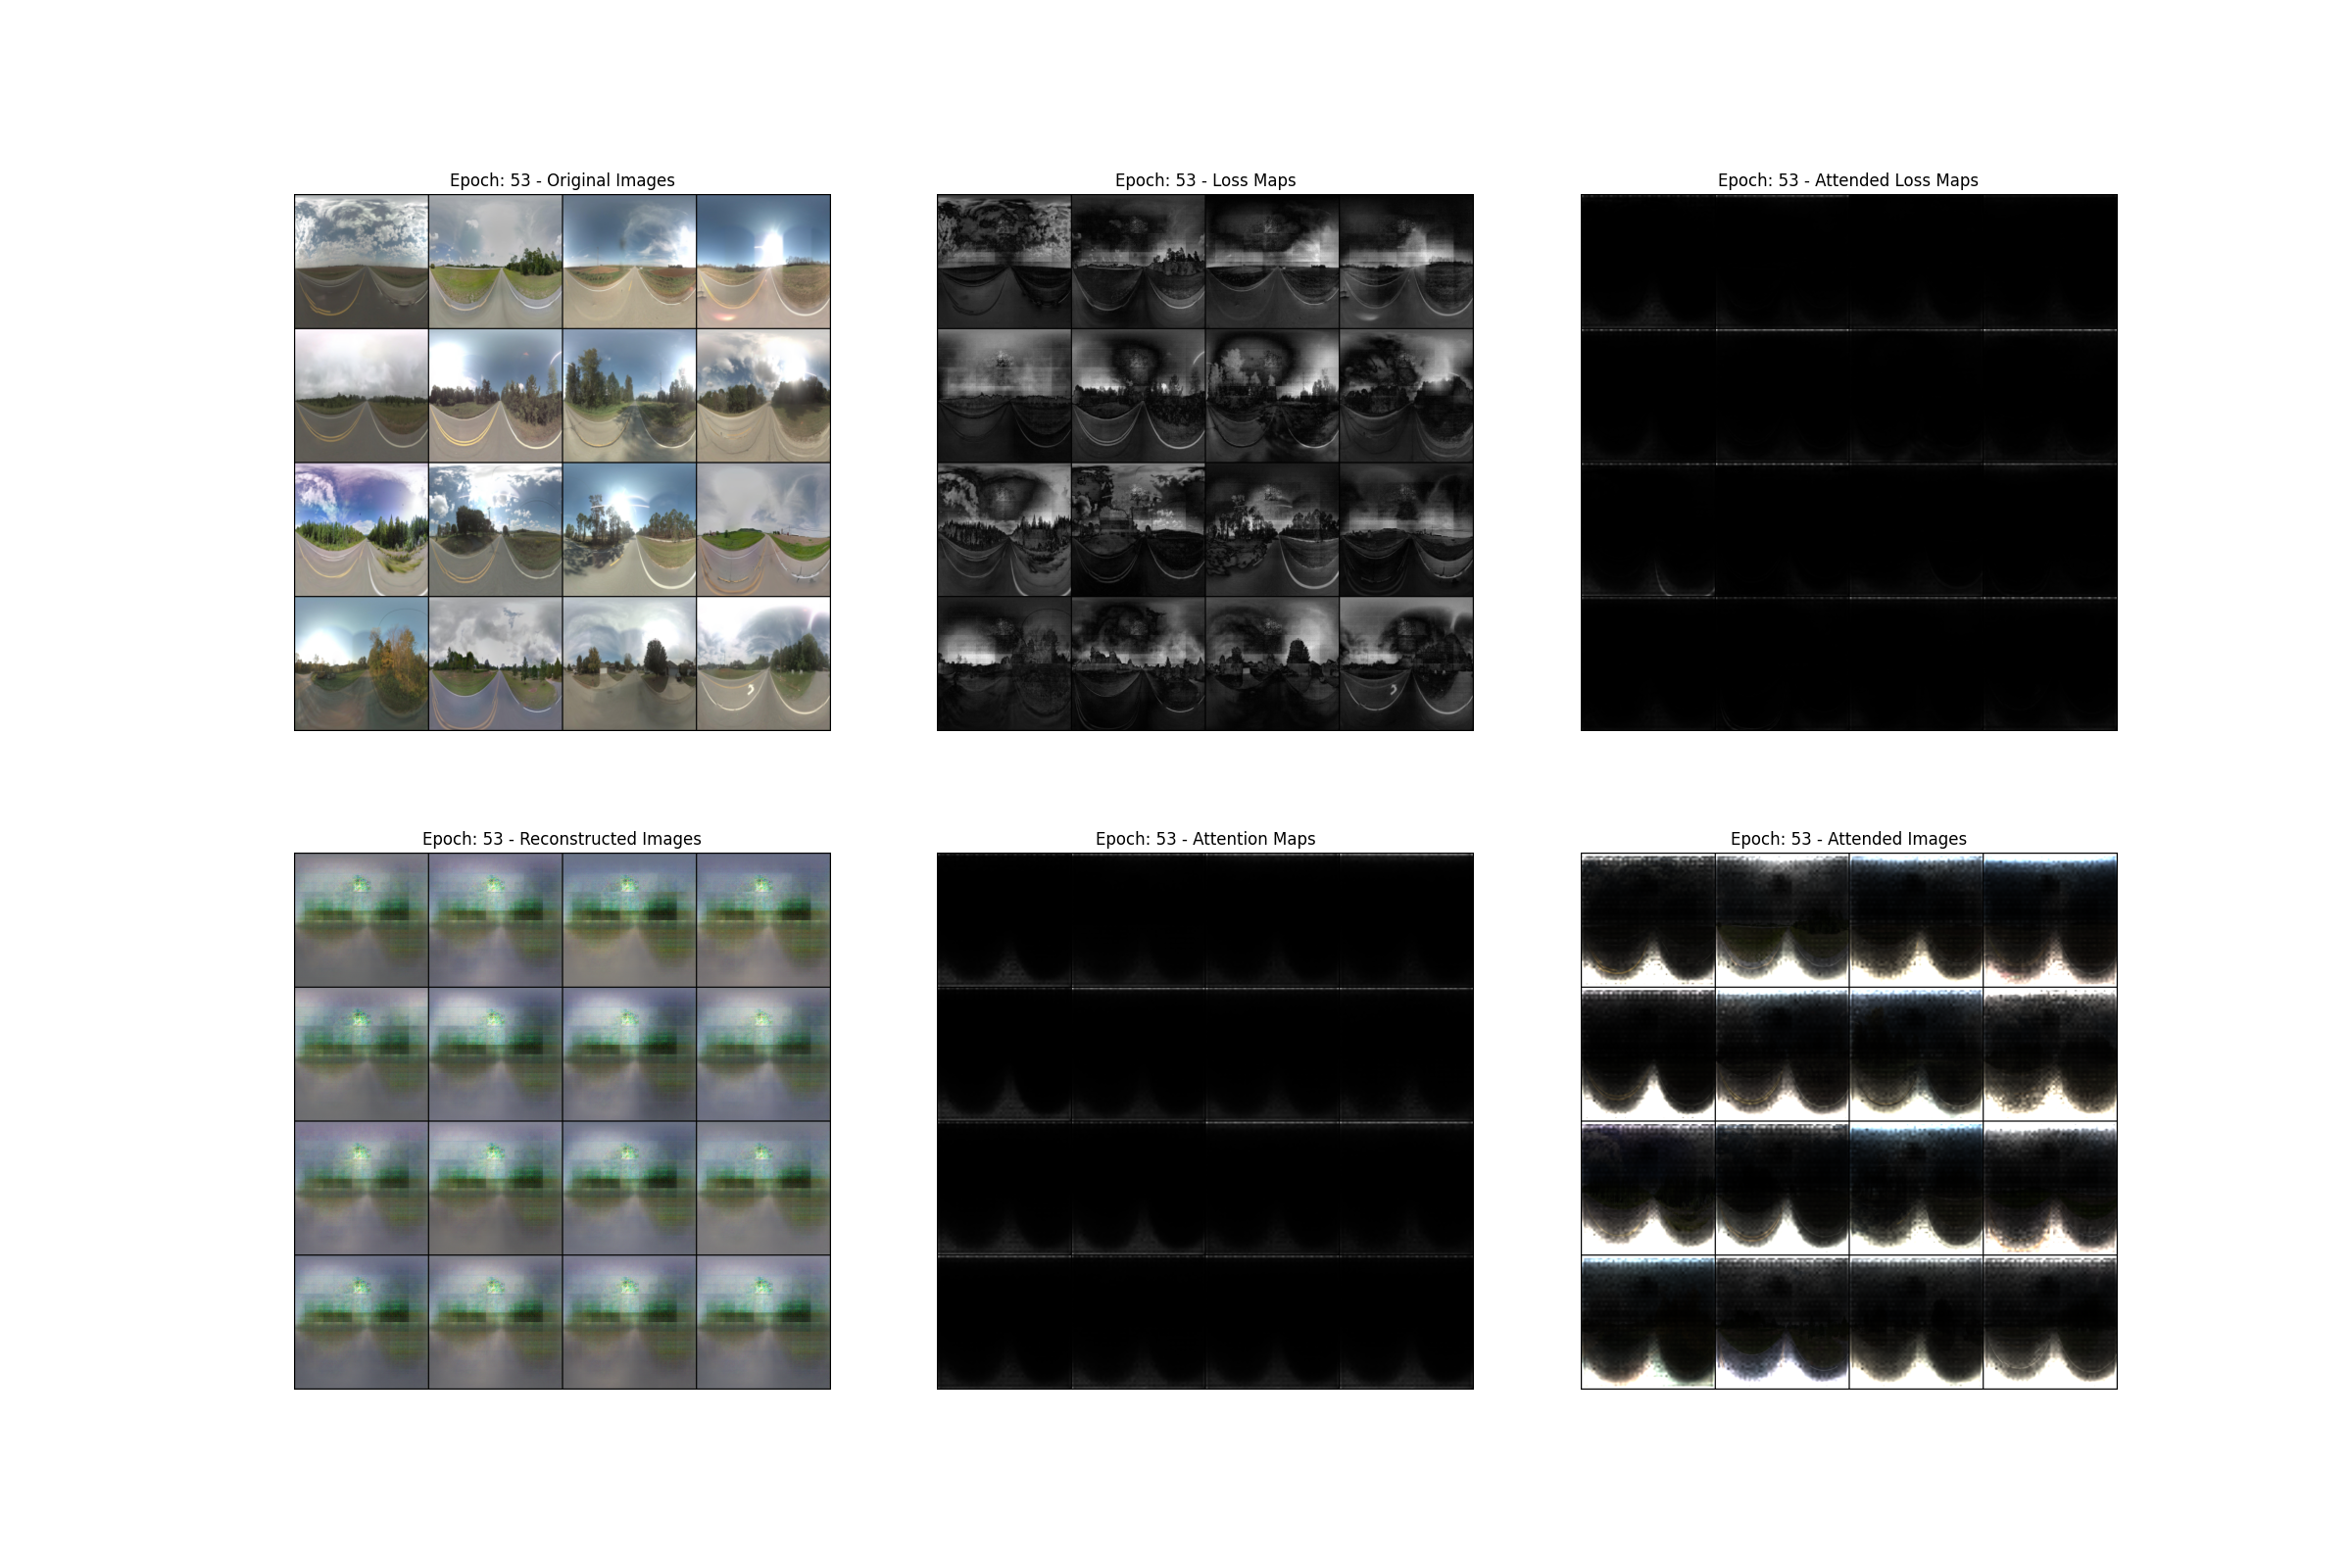 Epoch: 53 - Original Images
Epoch: 53 - Loss Maps
Epoch: 53 - Attended Loss Maps
Epoch: 53 - Reconstructed Images
Epoch: 53 - Attention Maps
Epoch: 53 - Attended Images